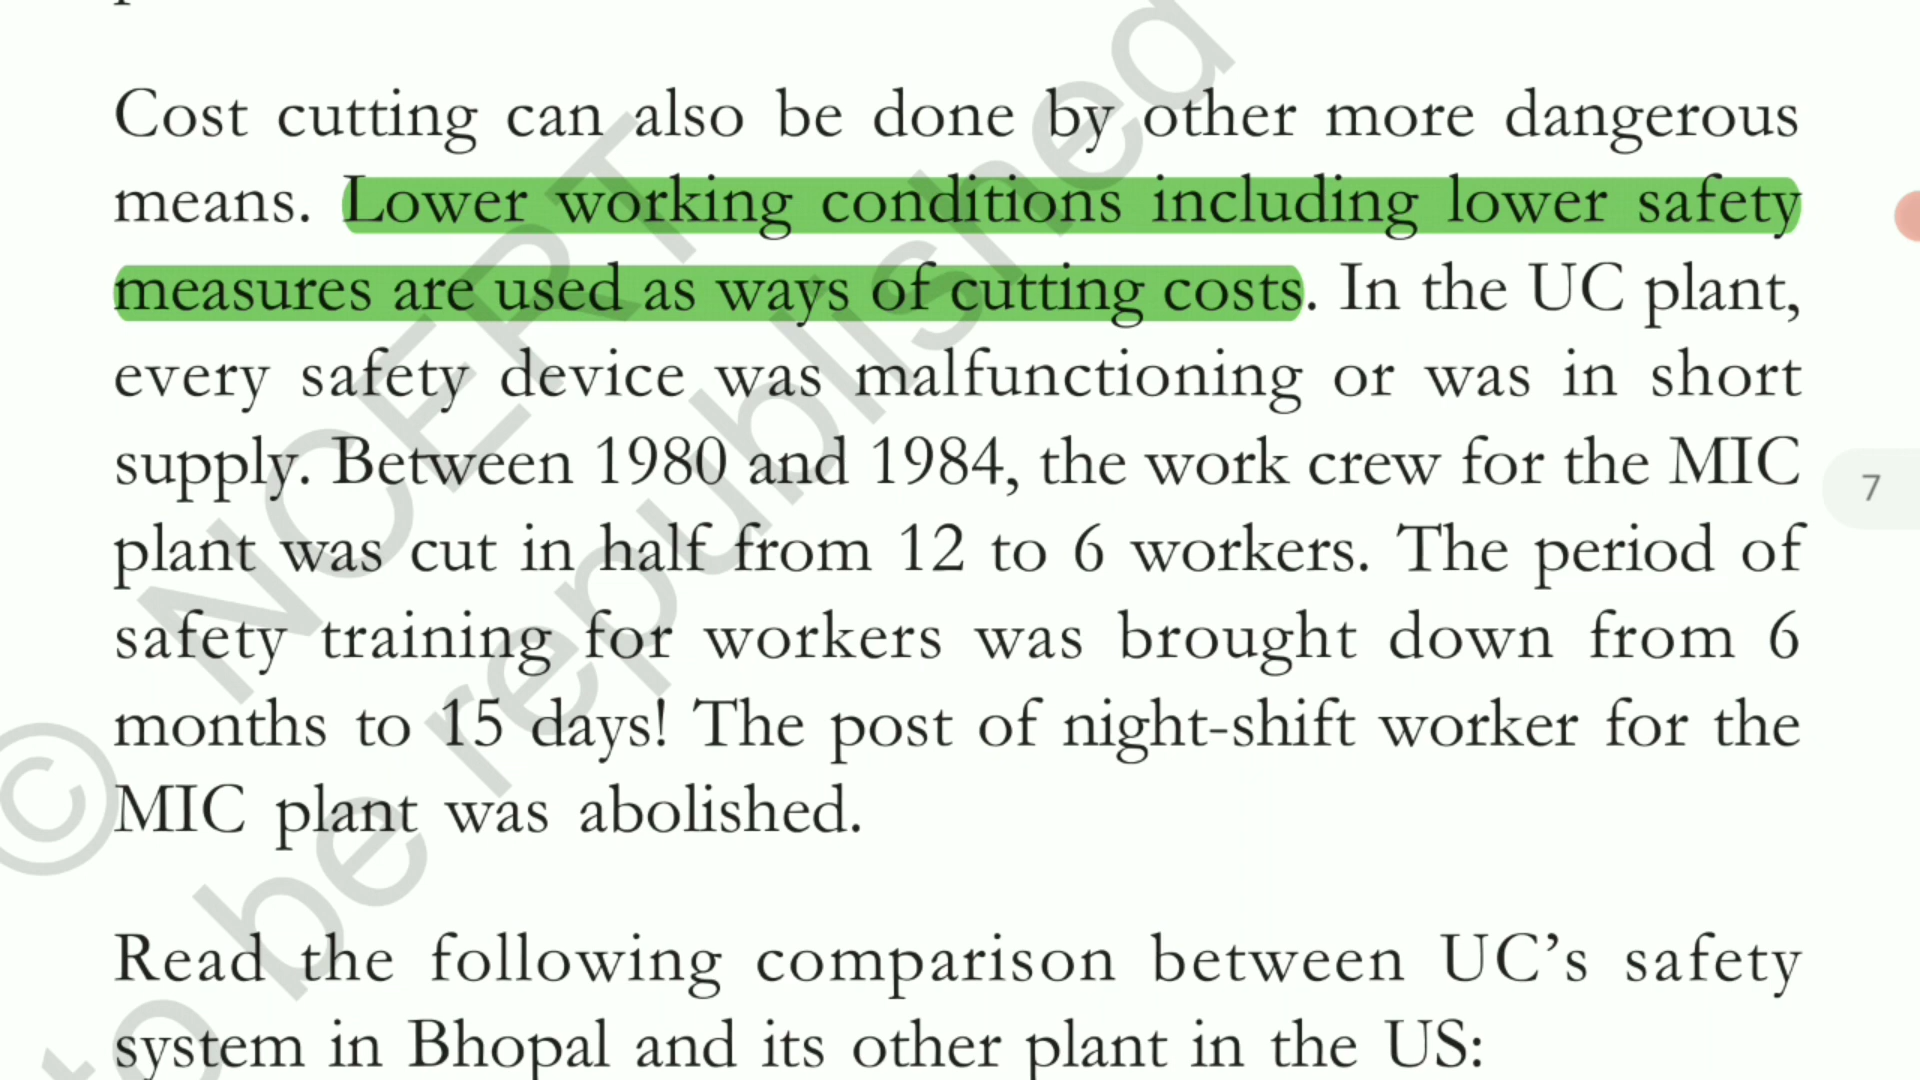 Cost cutting can also be done by other more dangerous
means. Lower working conditions including lower safety
measures are used as ways of cutting costs. In the UC plant,
every safety device was malfunctioning or was in short
supply. Between 1980 and 1984, the work crew for the MIC
plant was cut in half from 12 to 6 workers. The period of
safety training for workers was brought down from 6
months to 15 days! The post of night-shift worker for the
MIC plant was abolished.
Read the following comparison between UC's safety
system in Bhopal and its other plant in the US:
7
© NCERT
to be republished